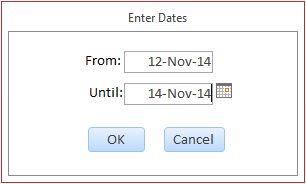 Enter Dates
From: 12-Nov-14
Until: 14-Nov-14
OK Cancel